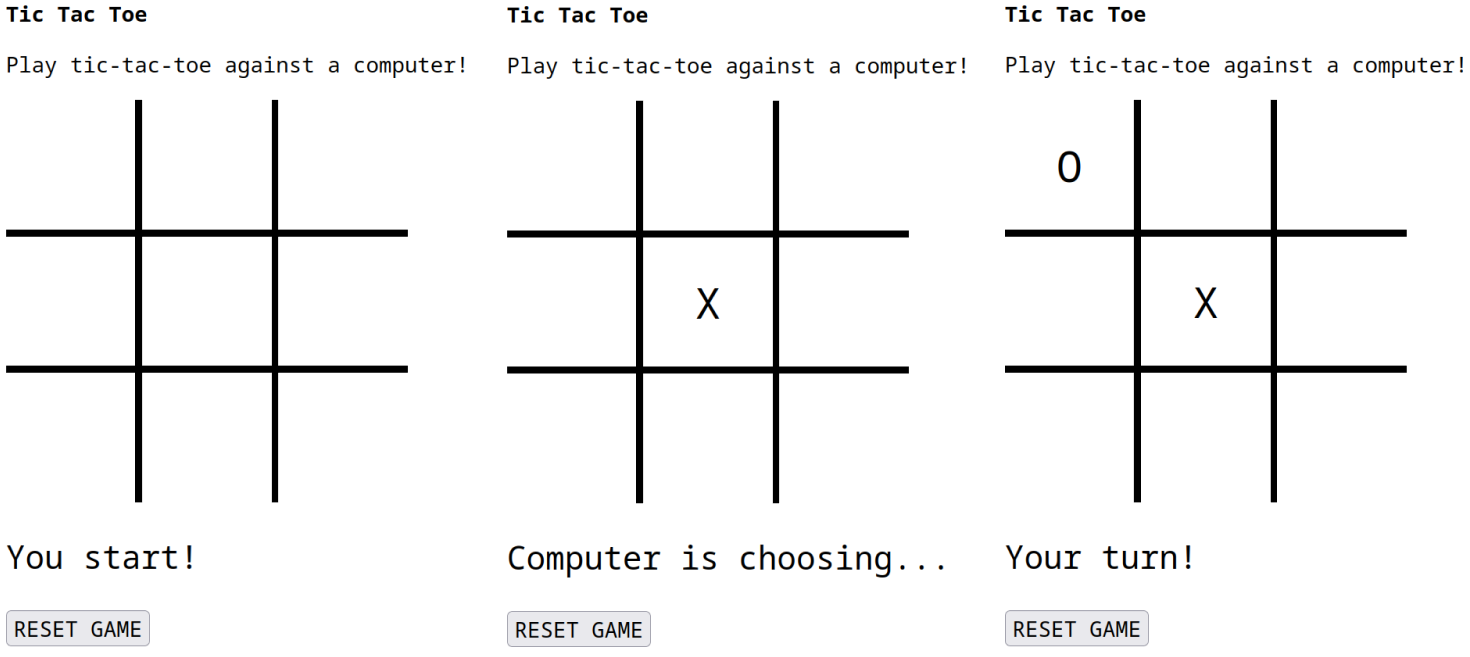 Tic Tac Toe
Play tic-tac-toe against a computer!
You start!
RESET GAME
Tic Tac Toe
Play tic-tac-toe against a computer!
X
Computer is choosing...
RESET GAME
Tic Tac Toe
Play tic-tac-toe against a computer!
O
X
Your turn!
RESET GAME